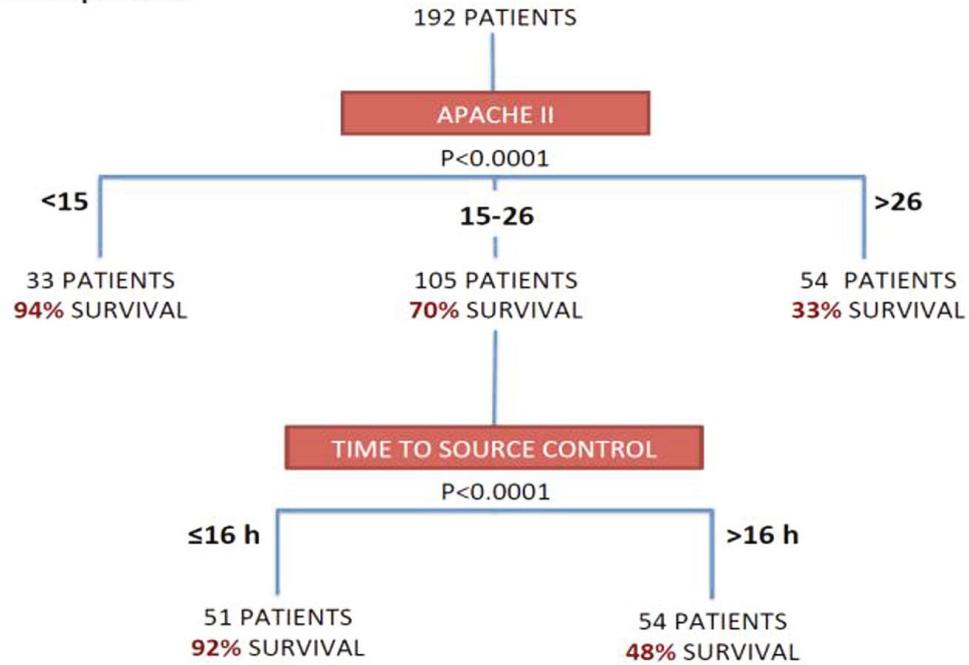 192 PATIENTS
APACHE II
P<0.0001
<15
15-26
>26
33 PATIENTS
94% SURVIVAL
105 PATIENTS
70% SURVIVAL
54 PATIENTS
33% SURVIVAL
TIME TO SOURCE CONTROL
P<0.0001
≤16 h
>16 h
51 PATIENTS
92% SURVIVAL
54 PATIENTS
48% SURVIVAL